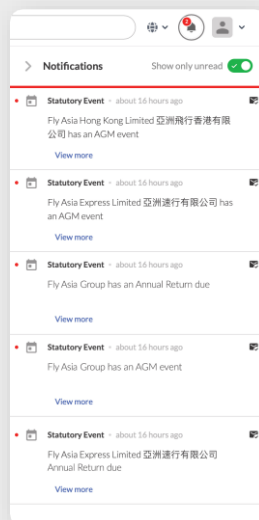 Notifications Show only unread
Statutory Event - about 16 hours ago
Fly Asia Hong Kong Limited 亞洲飛行香港有限
公司 has an AGM event
View more
Statutory Event - about 16 hours ago
Fly Asia Express Limited 亞洲速行有限公司 has
an AGM event
View more
Statutory Event - about 16 hours ago
Fly Asia Group has an Annual Return due
View more
Statutory Event - about 16 hours ago
Fly Asia Group has an AGM event
View more
Statutory Event - about 16 hours ago
Fly Asia Express Limited 亞洲速行有限公司
Annual Return due
View more